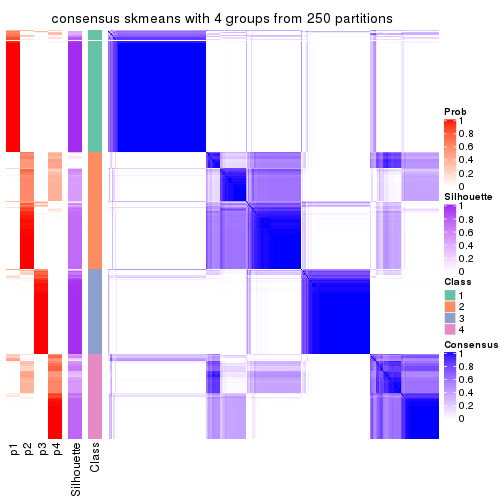 consensus skmeans with 4 groups from 250 partitions
Prob
1
0.8
0.6
0.4
0.2
0
Silhouette
1
0.8
0.6
0.4
0.2
0
Class
1
2
3
4
Consensus
1
0.8
0.6
0.4
0.2
0
p1
p2
p3
p4
Silhouette
Class